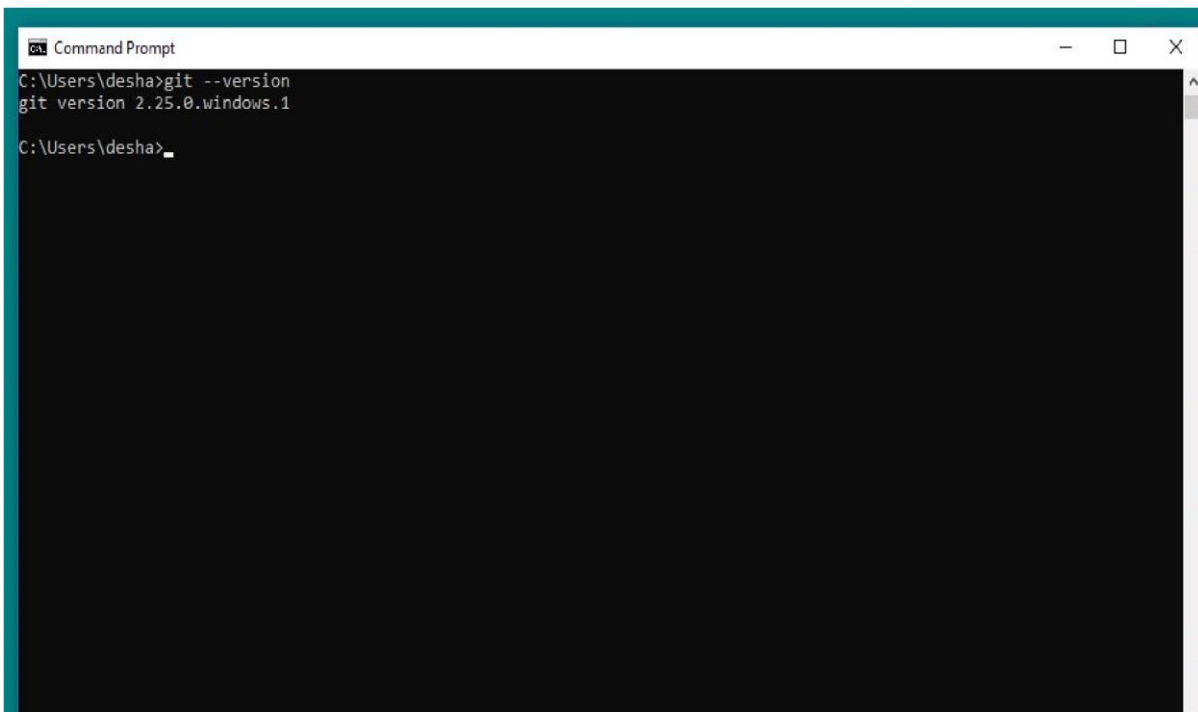 Command Prompt
C:\Users\desha>git --version
git version 2.25.0.windows.1
C:\Users\desha>